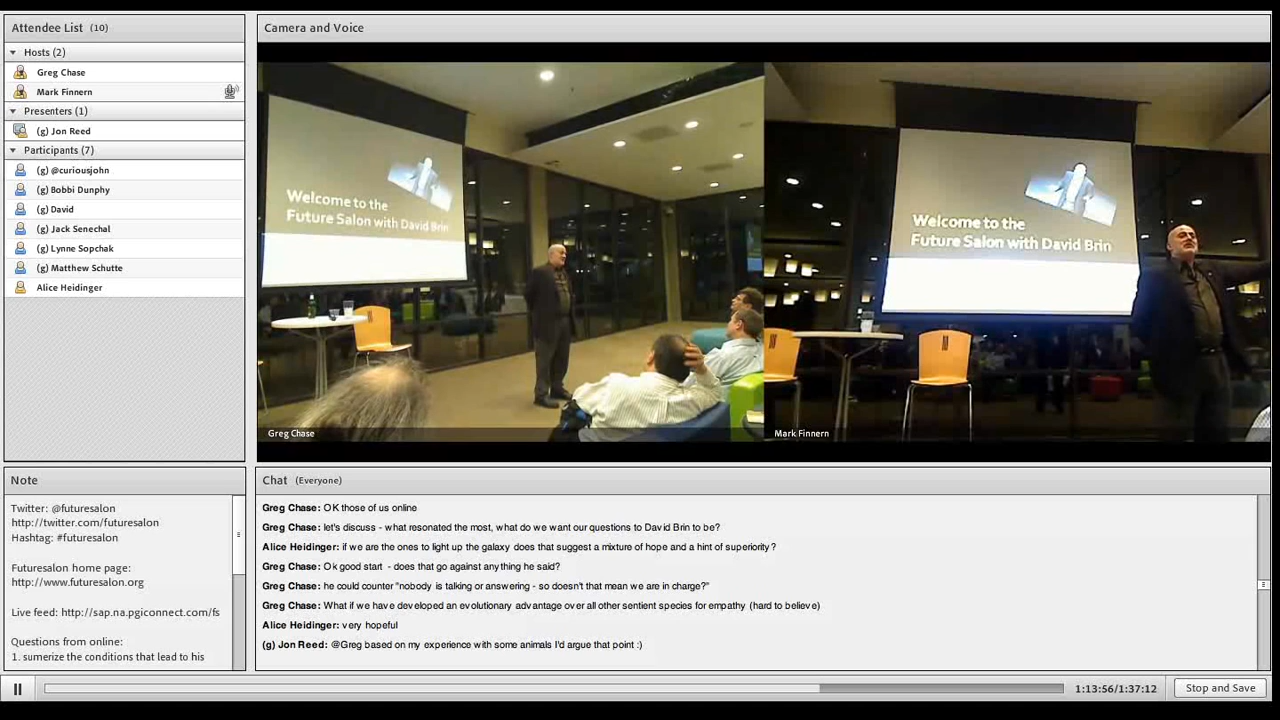 Attendee List (10)
Hosts (2)
Greg Chase
Mark Finnern
Presenters (1)
(g) Jon Reed
Participants (7)
(g) @curiousjohn
(g) Bobbi Dunphy
(g) David
(g) Jack Senechal
(g) Lynne Sopchak
(g) Matthew Schutte
Alice Heidinger
Camera and Voice
Welcome to the
Future Salon with David Brin
Greg Chase
Welcome to the
Future Salon with David Brin
Mark Finnern
Note
Twitter: @futuresalon
http://twitter.com/futuresalon
Hashtag: #futuresalon
Futuresalon home page:
http://www.futuresalon.org
Live feed: http://sap.na.pgiconnect.com/fs
Questions from online:
1. sumerize the conditions that lead to his
Chat (Everyone)
Greg Chase: OK those of us online
Greg Chase: let's discuss - what resonated the most, what do we want our questions to David Brin to be?
Alice Heidinger: if we are the ones to light up the galaxy does that suggest a mixture of hope and a hint of superiority?
Greg Chase: Ok good start - does that go against anything he said?
Greg Chase: he could counter "nobody is talking or answering - so doesn't that mean we are in charge?"
Greg Chase: What if we have developed an evolutionary advantage over all other sentient species for empathy (hard to believe)
Alice Heidinger: very hopeful
(g) Jon Reed: @Greg based on my experience with some animals I'd argue that point :)
1:13:56/1:37:12
Stop and Save